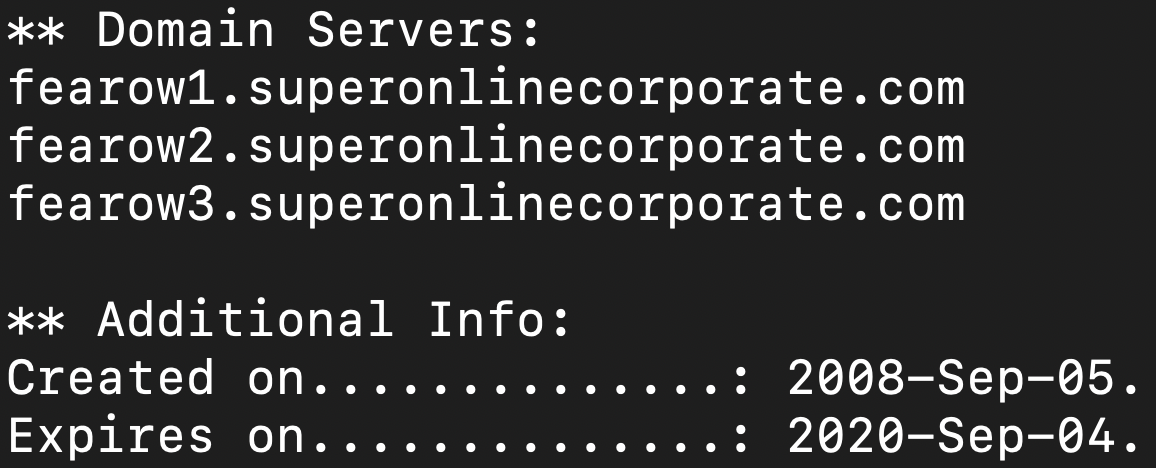 ** Domain Servers:
fearow1.superonlinecorporate.com
fearow2.superonlinecorporate.com
fearow3.superonlinecorporate.com
** Additional Info:
Created on..............: 2008-Sep-05.
Expires on..............: 2020-Sep-04.